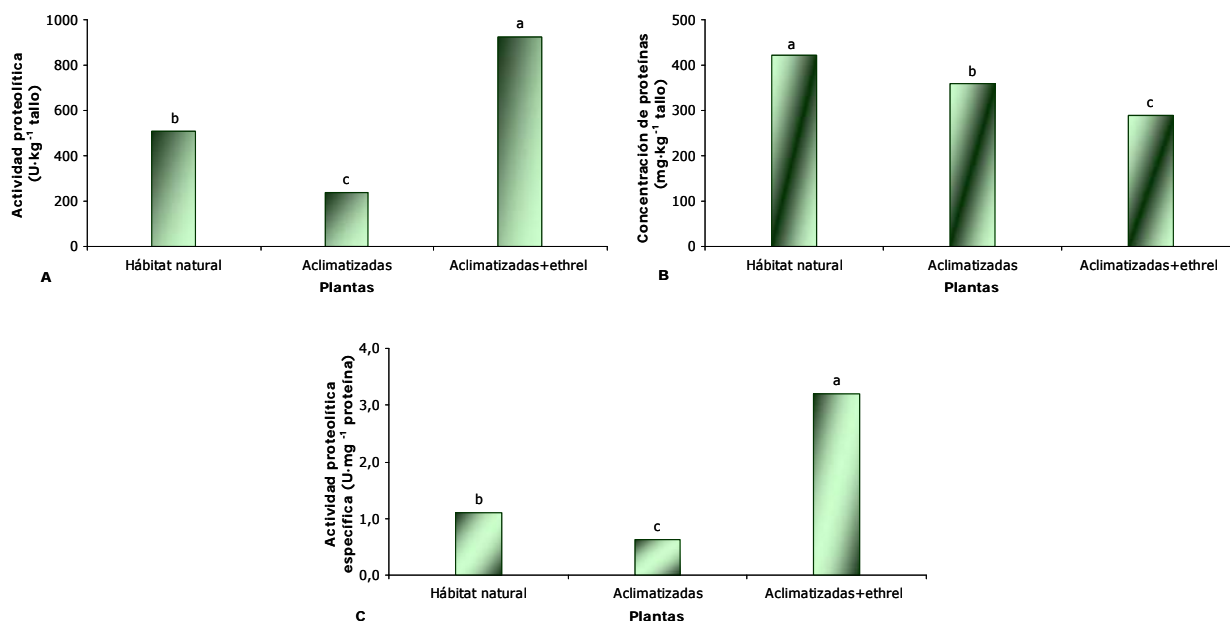 Actividad proteolítica
(U·kg⁻¹ tallo)
1000
800
600
400
200
0
b
c
a
Hábitat natural
Aclimatizadas
Aclimatizadas+ethrel
A
Plantas
Concentración de proteínas
(mg·kg⁻¹ tallo)
500
400
300
200
100
0
a
b
c
Hábitat natural
Aclimatizadas
Aclimatizadas+ethrel
B
Plantas
Actividad proteolítica
específica (U·mg ⁻¹ proteína)
4,0
3,0
2,0
1,0
0,0
b
c
a
Hábitat natural
Aclimatizadas
Aclimatizadas+ethrel
C
Plantas